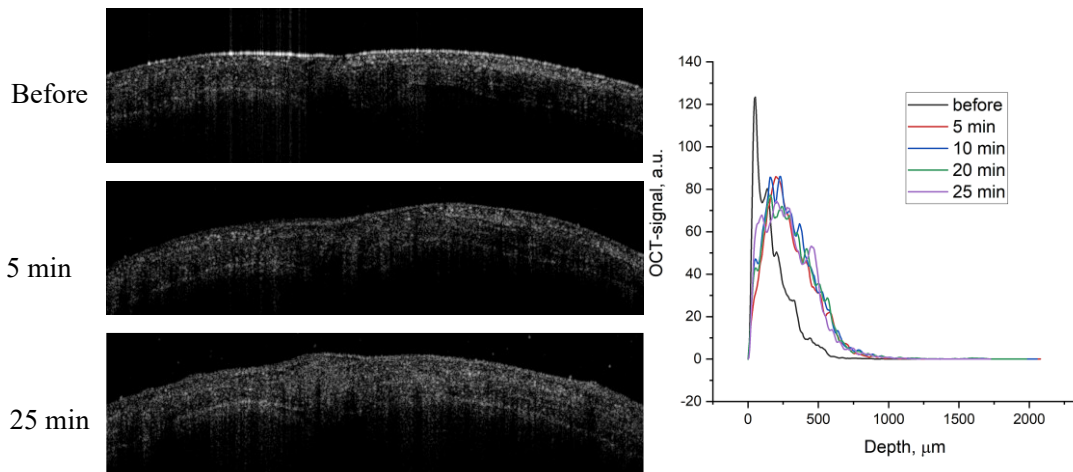 Before
5 min
25 min
140
120
100
80
60
40
20
0
-20
OCT-signal, a.u.
before
5 min
10 min
20 min
25 min
0
500
1000
1500
2000
Depth, μm